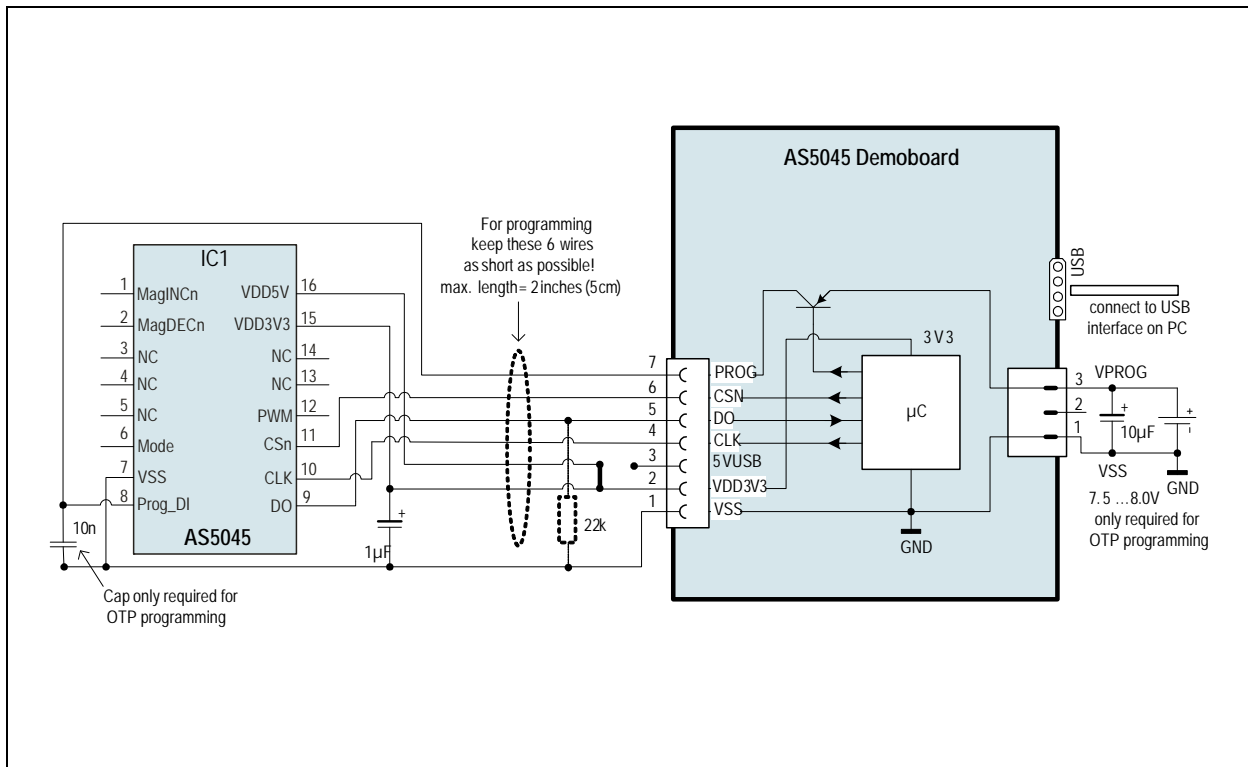 AS5045 Demoboard
IC1
1 MagINCn
2 MagDECn
3 NC
4 NC
5 NC
6 Mode
7 VSS
8 Prog_DI
VDD5V 16
VDD3V3 15
NC 14
NC 13
PWM 12
CSn 11
CLK 10
DO 9
AS5045
10n
Cap only required for
OTP programming
1µF
For programming
keep these 6 wires
as short as possible!
max. length= 2inches (5cm)
22k
7 PROG
6 CSN
5 DO
4 CLK
3 5VUSB
2 VDD3V3
1 VSS
3V3
µC
GND
USB
connect to USB
interface on PC
3 VPROG
2
1
+
10µF
+
-
VSS
GND
7.5 ...8.0V
only required for
OTP programming
+